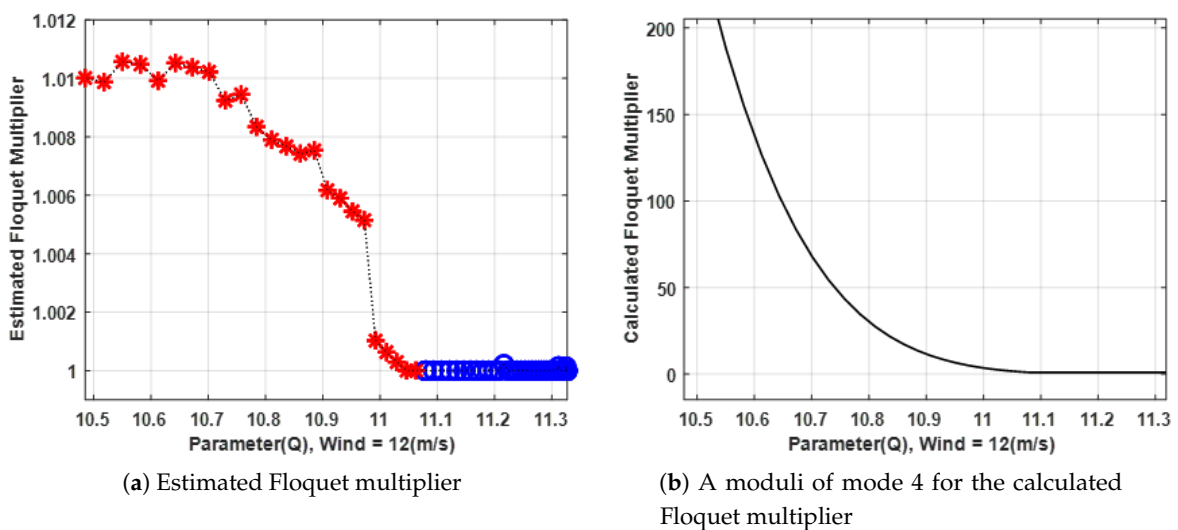 1.012
1.01
1.008
1.006
1.004
1.002
1
Estimated Floquet Multiplier
10.5 10.6 10.7 10.8 10.9 11 11.1 11.2 11.3
Parameter(Q), Wind = 12(m/s)
(a) Estimated Floquet multiplier
200
150
100
50
0
Calculated Floquet Multiplier
10.5 10.6 10.7 10.8 10.9 11 11.1 11.2 11.3
Parameter(Q), Wind = 12(m/s)
(b) A moduli of mode 4 for the calculated
Floquet multiplier